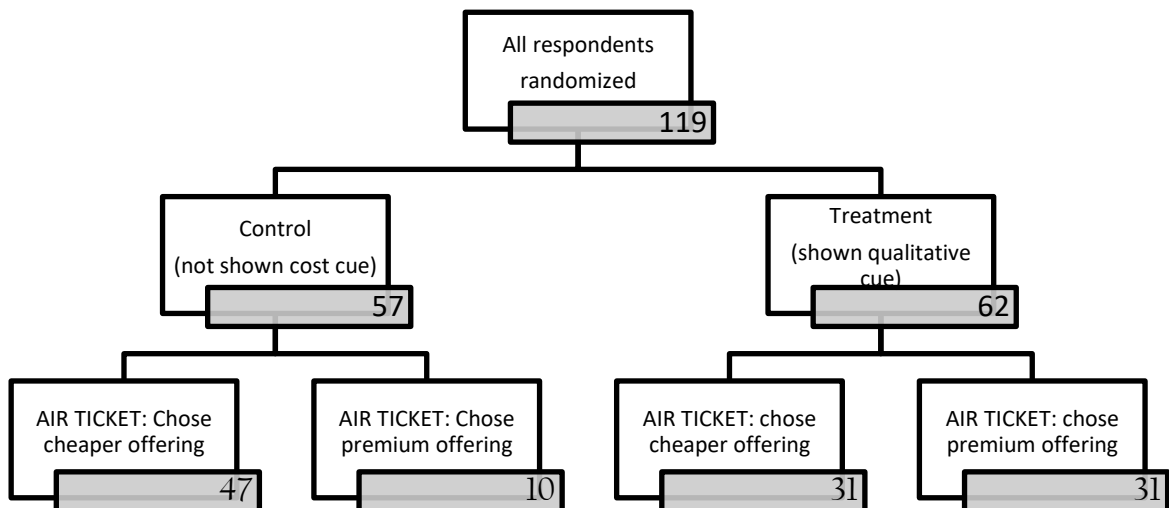 All respondents
randomized
119
Control
(not shown cost cue)
57
Treatment
(shown qualitative
cue)
62
AIR TICKET: Chose
cheaper offering
47
AIR TICKET: Chose
premium offering
10
AIR TICKET: chose
cheaper offering
31
AIR TICKET: chose
premium offering
31